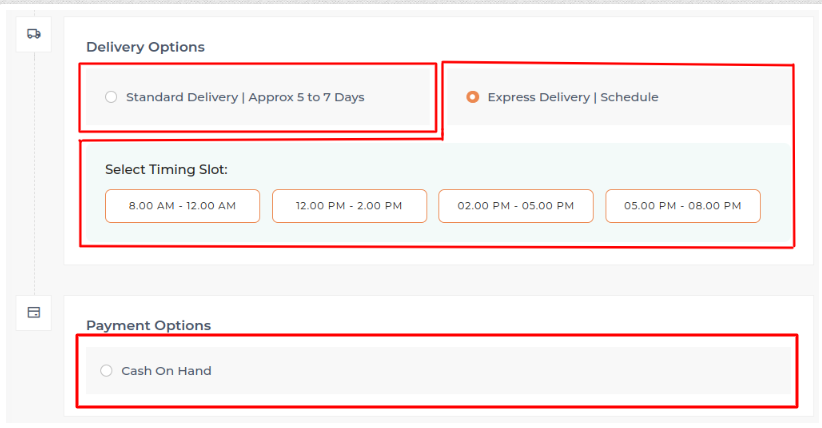 Delivery Options
Standard Delivery | Approx 5 to 7 Days
Express Delivery | Schedule
Select Timing Slot:
8.00 AM - 12.00 AM
12.00 PM - 2.00 PM
02.00 PM - 05.00 PM
05.00 PM - 08.00 PM
Payment Options
Cash On Hand